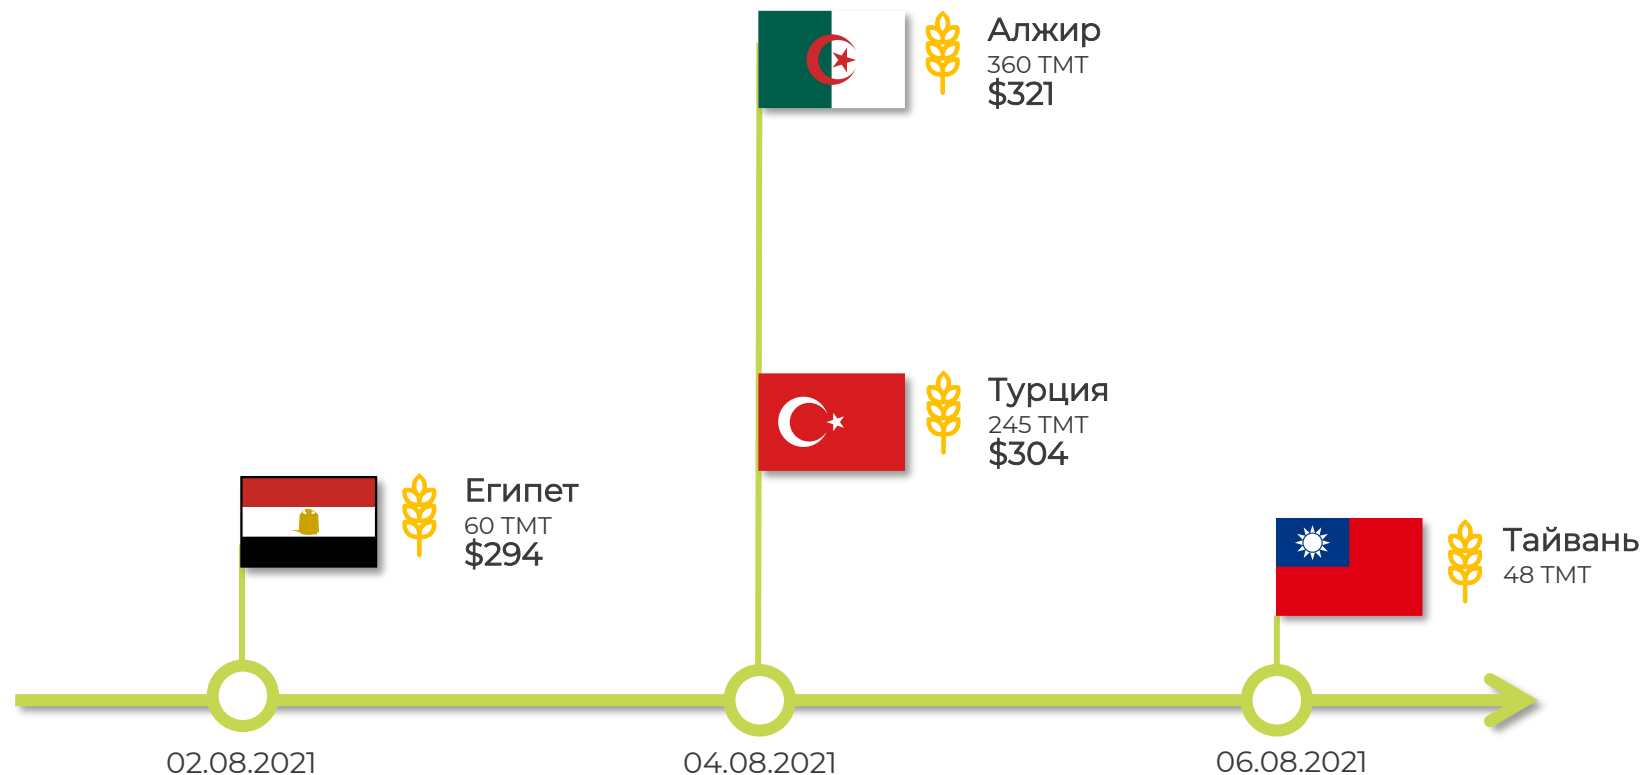 Алжир
360 ТМТ
$321
Турция
245 ТМТ
$304
Египет
60 ТМТ
$294
Тайвань
48 ТМТ
02.08.2021
04.08.2021
06.08.2021